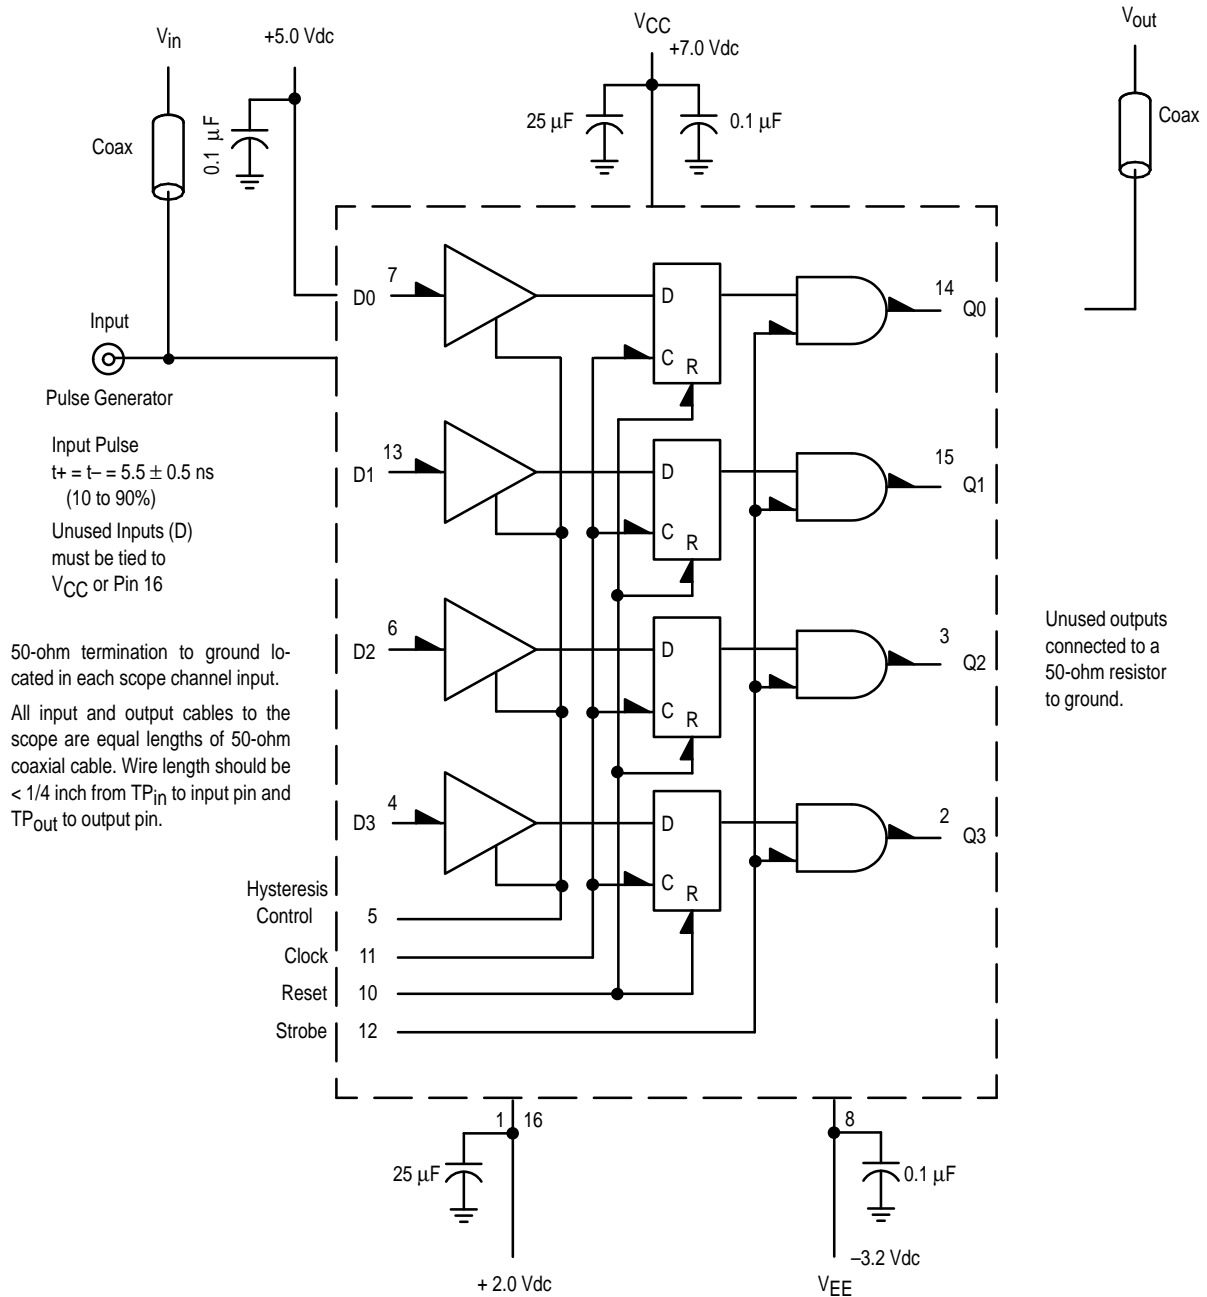 Vin
+5.0 Vdc
VCC
+7.0 Vdc
Vout
Coax
0.1 µF
25 µF
0.1 µF
Coax
D0
7
D
C
R
14
Q0
Input
Pulse Generator
Input Pulse
t+ = t– = 5.5 ± 0.5 ns
(10 to 90%)
Unused Inputs (D)
must be tied to
VCC or Pin 16
D1
13
D
C
R
15
Q1
50-ohm termination to ground lo-
cated in each scope channel input.
All input and output cables to the
scope are equal lengths of 50-ohm
coaxial cable. Wire length should be
< 1/4 inch from TPin to input pin and
TPout to output pin.
D2
6
D
C
R
3
Q2
Unused outputs
connected to a
50-ohm resistor
to ground.
D3
4
D
C
R
2
Q3
Hysteresis
Control 5
Clock 11
Reset 10
Strobe 12
1 16
8
25 µF
0.1 µF
+ 2.0 Vdc
–3.2 Vdc
VEE